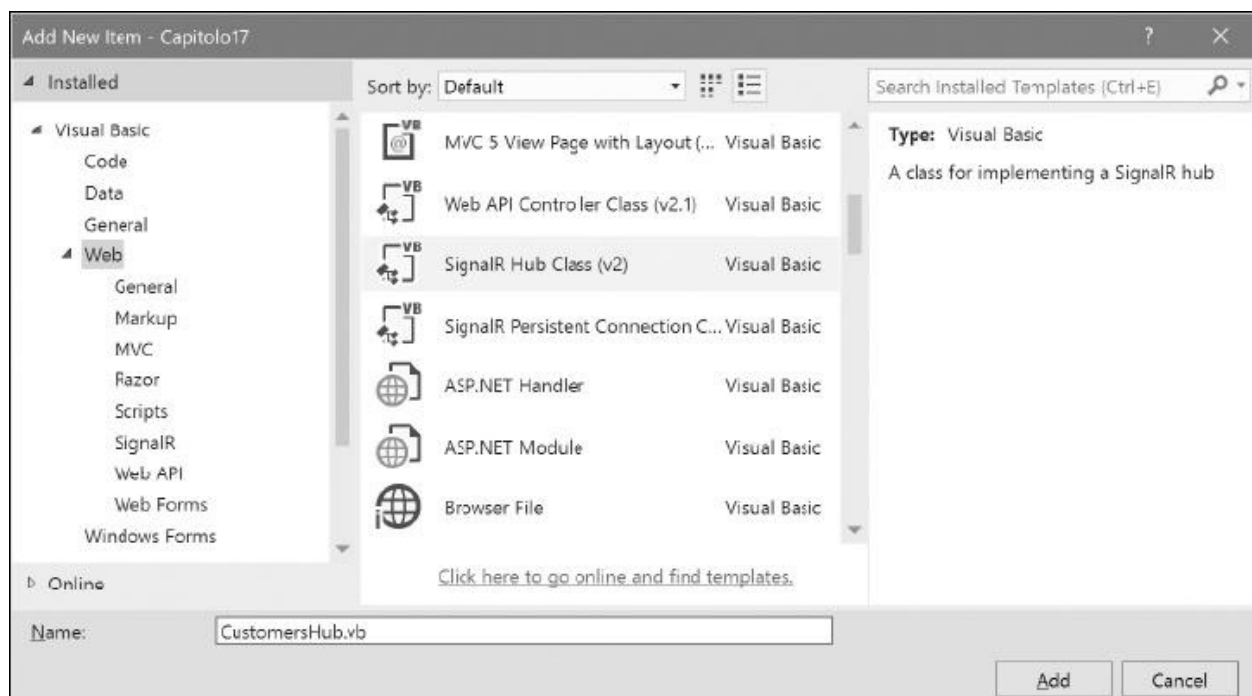 Add New Item - Capitolo17
?
Installed
Sort by: Default
Search Installed Templates (Ctrl+E)
Visual Basic
Code
Data
General
Web
General
Markup
MVC
Razor
Scripts
SignalR
Web API
Web Forms
Windows Forms
Online
VB
MVC 5 View Page with Layout (... Visual Basic
VB
Web API Controller Class (v2.1) Visual Basic
VB
SignalR Hub Class (v2) Visual Basic
VB
SignalR Persistent Connection C... Visual Basic
ASP.NET Handler Visual Basic
ASP.NET Module Visual Basic
Browser File Visual Basic
Click here to go online and find templates.
Type: Visual Basic
A class for implementing a SignalR hub
Name: CustomersHub.vb
Add Cancel